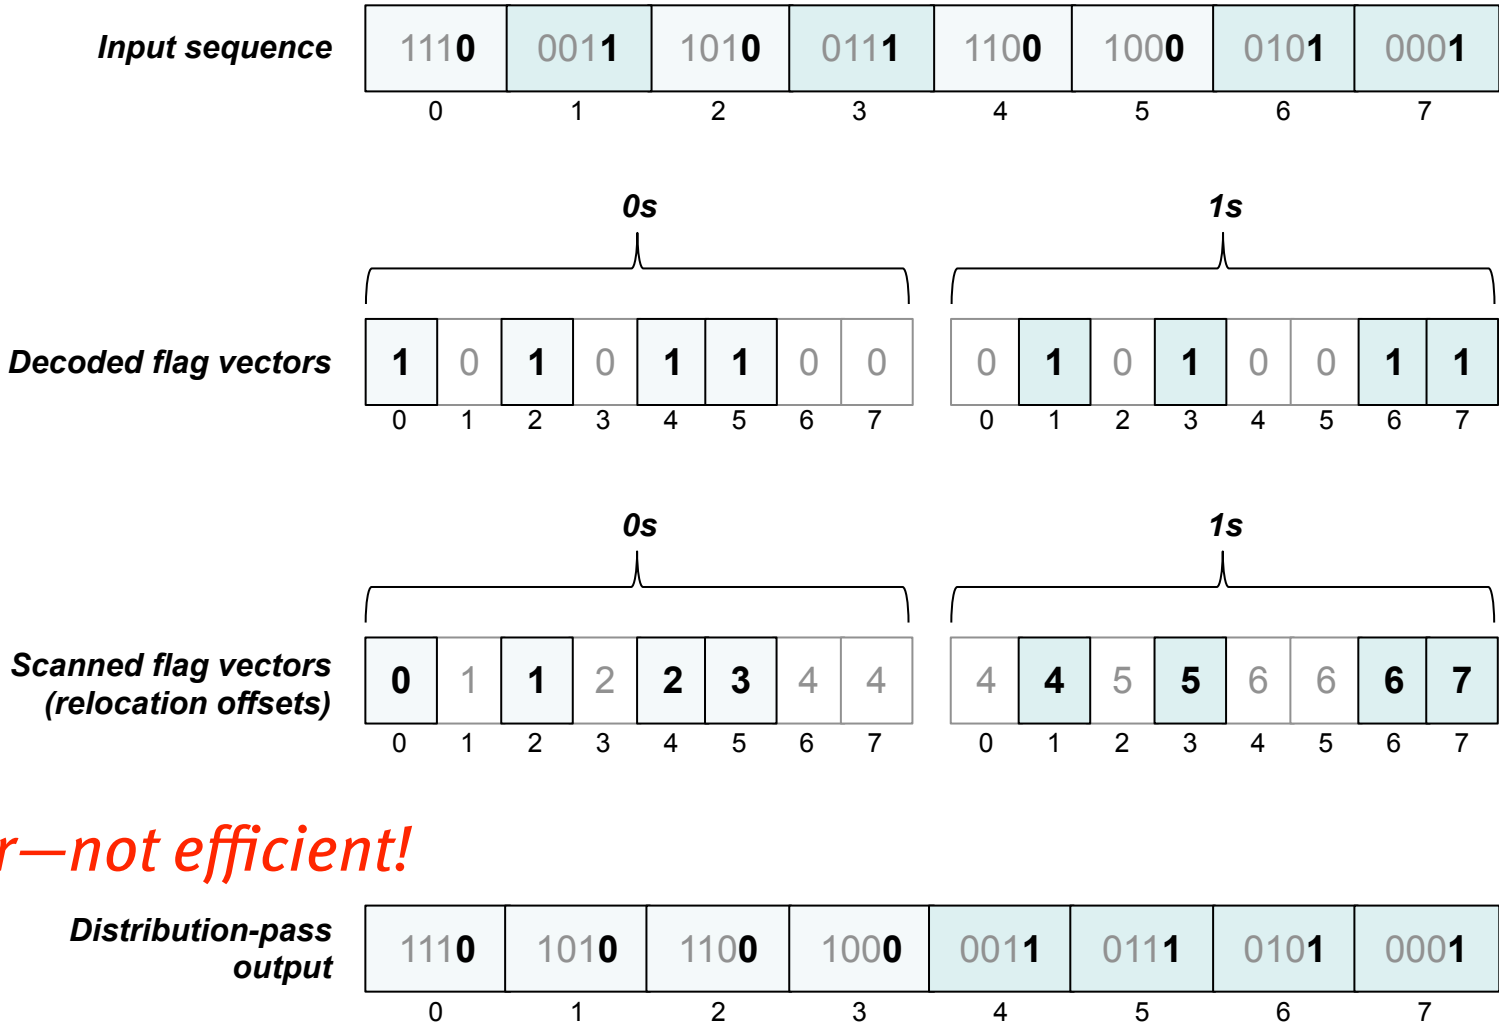 Input sequence 1110 0011 1010 0111 1100 1000 0101 0001
0 1 2 3 4 5 6 7
0s 1s
Decoded flag vectors 1 0 1 0 1 1 0 0 0 1 0 1 0 0 1 1
0 1 2 3 4 5 6 7 0 1 2 3 4 5 6 7
0s 1s
Scanned flag vectors
(relocation offsets)
0 1 1 2 2 3 4 4 4 4 5 5 6 6 6 7
0 1 2 3 4 5 6 7 0 1 2 3 4 5 6 7
r—not efficient!
Distribution-pass
output
1110 1010 1100 1000 0011 0111 0101 0001
0 1 2 3 4 5 6 7